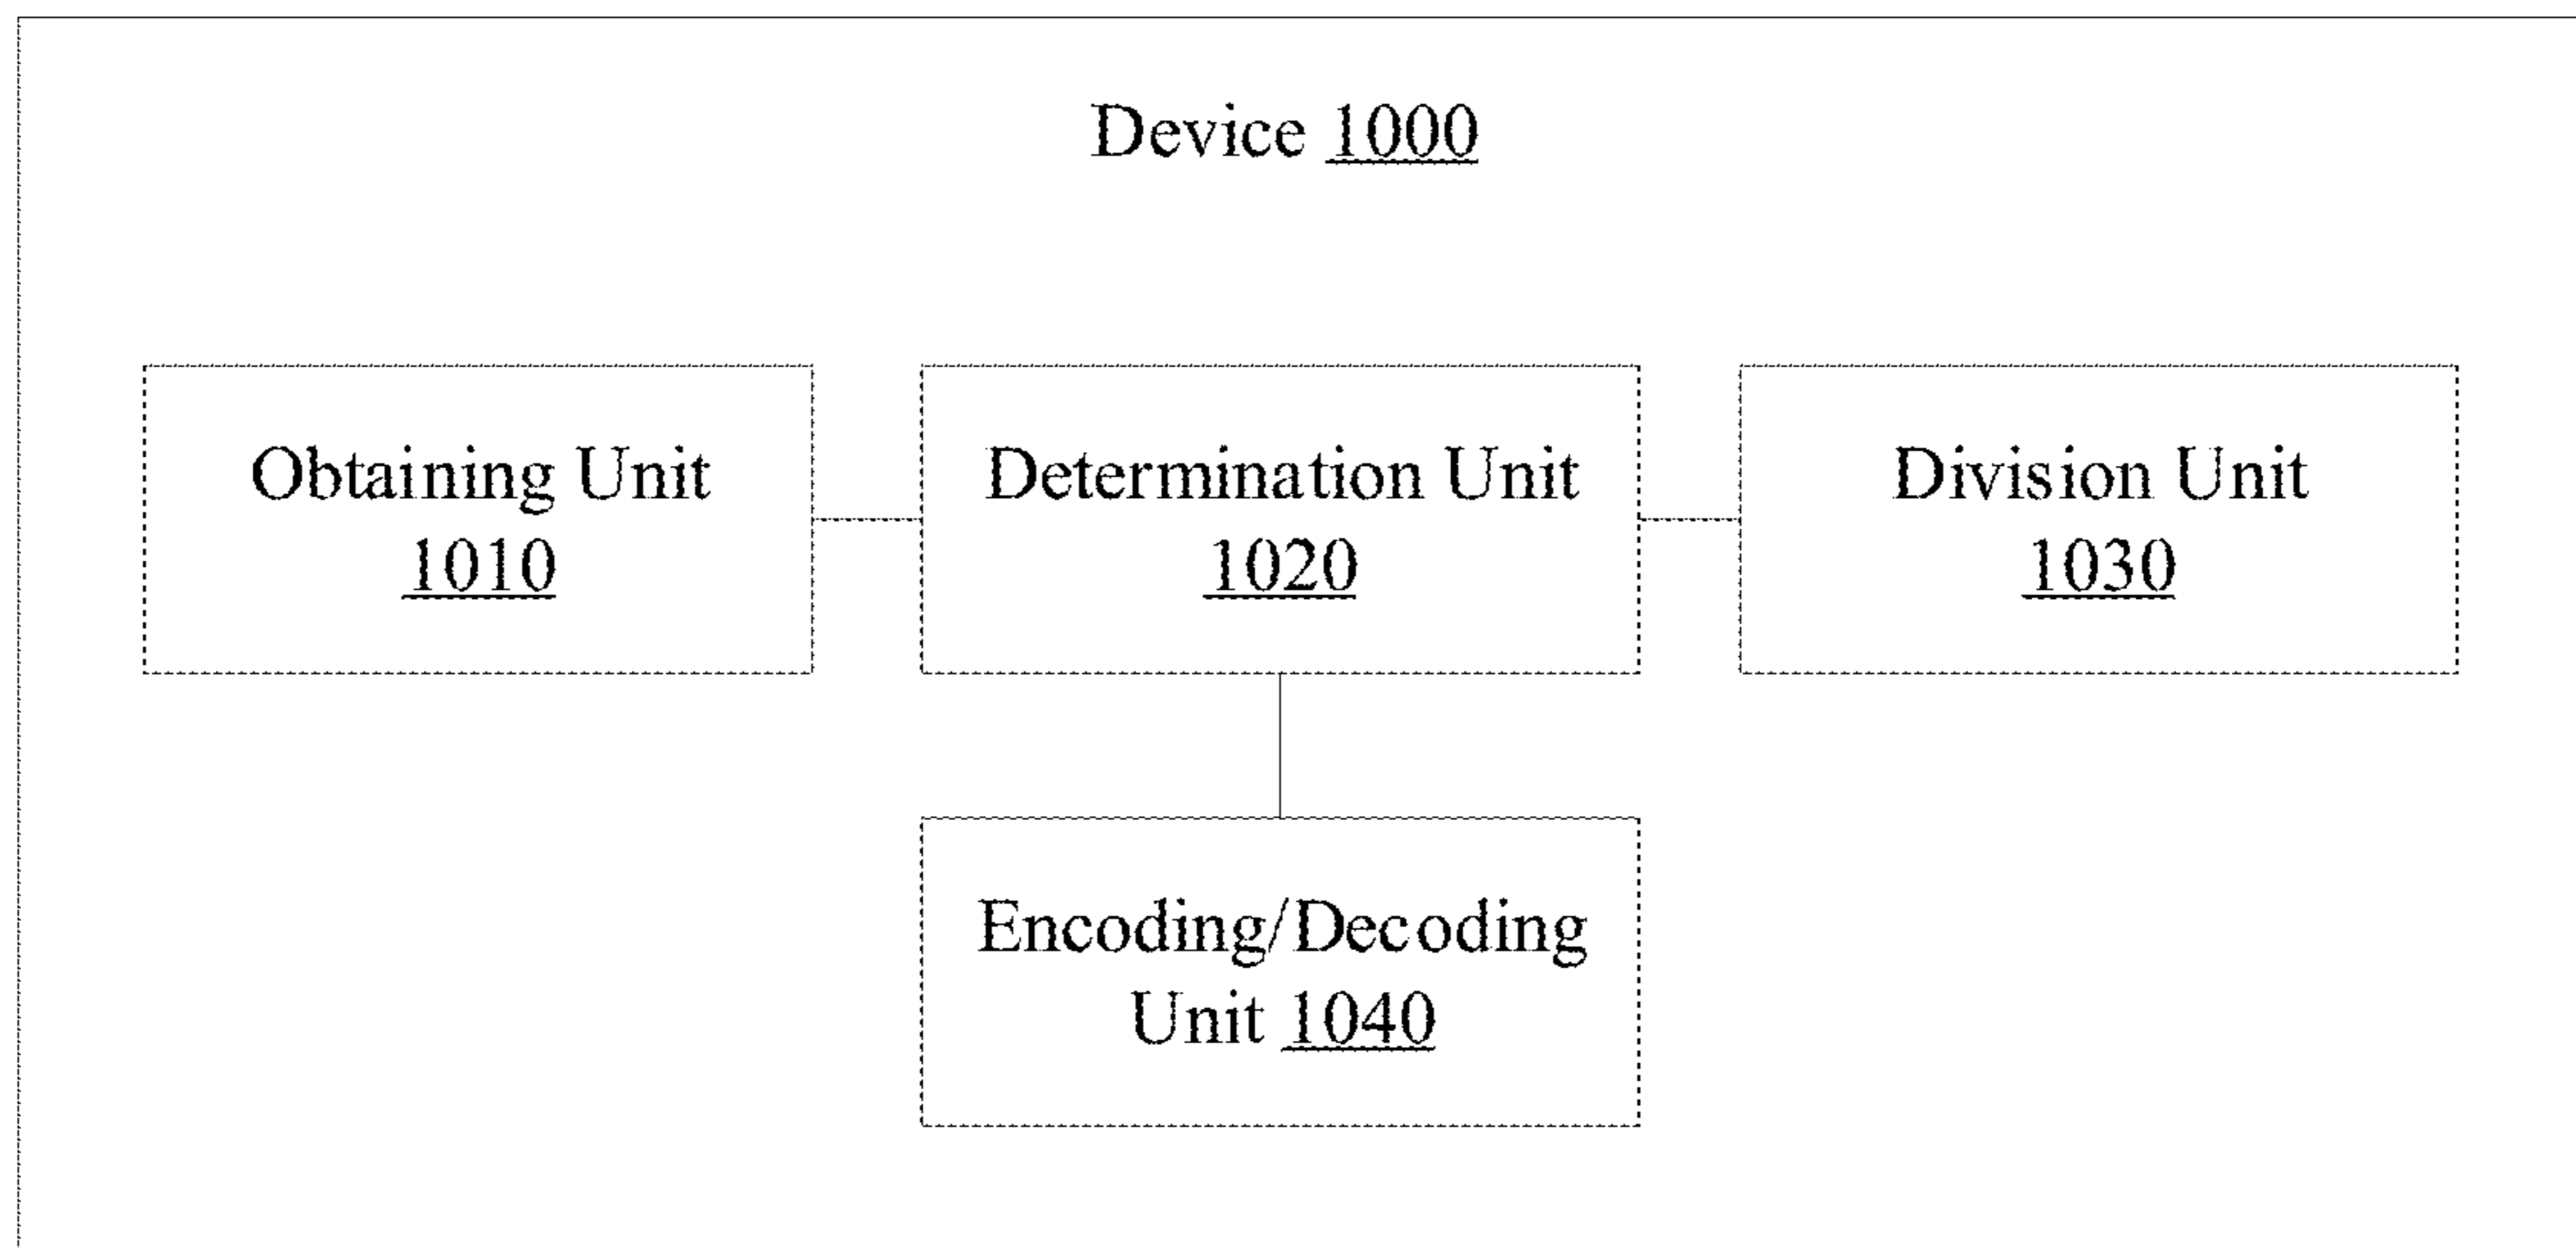 Device 1000
Obtaining Unit
1010
Determination Unit
1020
Division Unit
1030
Encoding/Decoding
Unit 1040